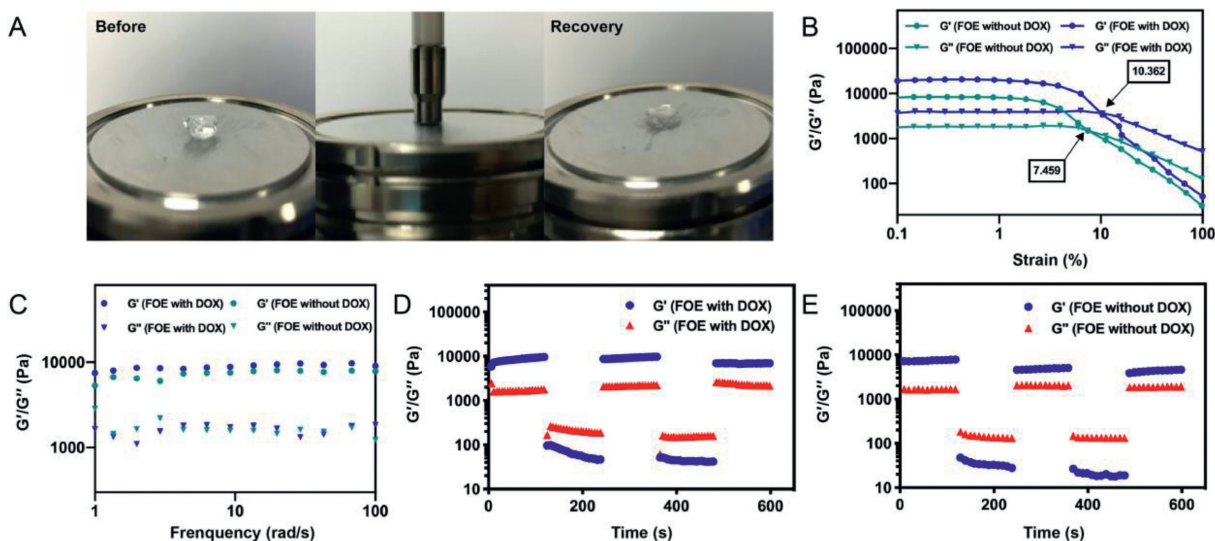 A
Before
Recovery
B
G' (FOE without DOX)
G' (FOE with DOX)
G'' (FOE without DOX)
G'' (FOE with DOX)
100000
10000
1000
100
10.362
7.459
G'/G'' (Pa)
0.1
1
10
100
Strain (%)
C
G' (FOE with DOX)
G' (FOE without DOX)
G'' (FOE with DOX)
G'' (FOE without DOX)
10000
1000
G'/G'' (Pa)
1
10
100
Frenquency (rad/s)
D
G' (FOE with DOX)
G'' (FOE with DOX)
100000
10000
1000
100
10
G'/G'' (Pa)
0
200
400
600
Time (s)
E
G' (FOE without DOX)
G'' (FOE without DOX)
100000
10000
1000
100
10
G'/G'' (Pa)
0
200
400
600
Time (s)